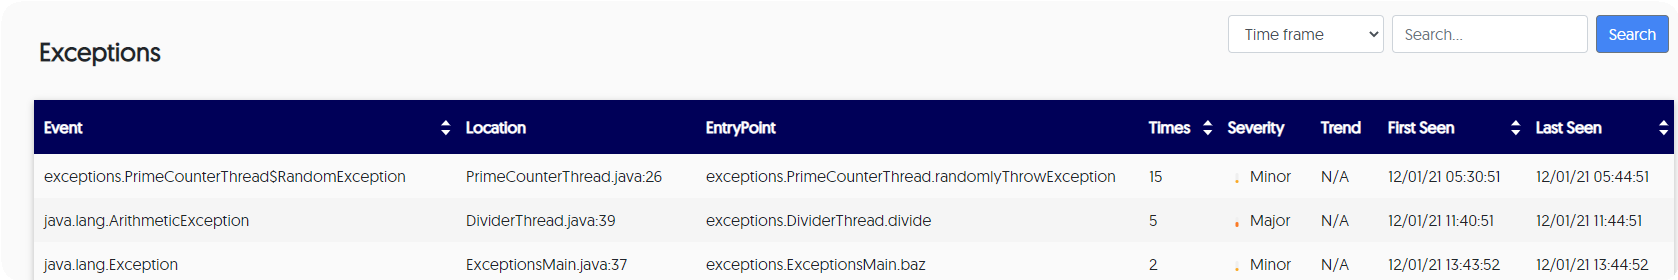 Time frame Search... Search
Exceptions
Event Location EntryPoint Times Severity Trend First Seen Last Seen
exceptions.PrimeCounterThread$RandomException PrimeCounterThread.java:26 exceptions.PrimeCounterThread.randomlyThrowException 15 Minor N/A 12/01/21 05:30:51 12/01/21 05:44:51
java.lang.ArithmeticException DividerThread.java:39 exceptions.DividerThread.divide 5 Major N/A 12/01/21 11:40:51 12/01/21 11:44:51
java.lang.Exception ExceptionsMain.java:37 exceptions.ExceptionsMain.baz 2 Minor N/A 12/01/21 13:43:52 12/01/21 13:44:52